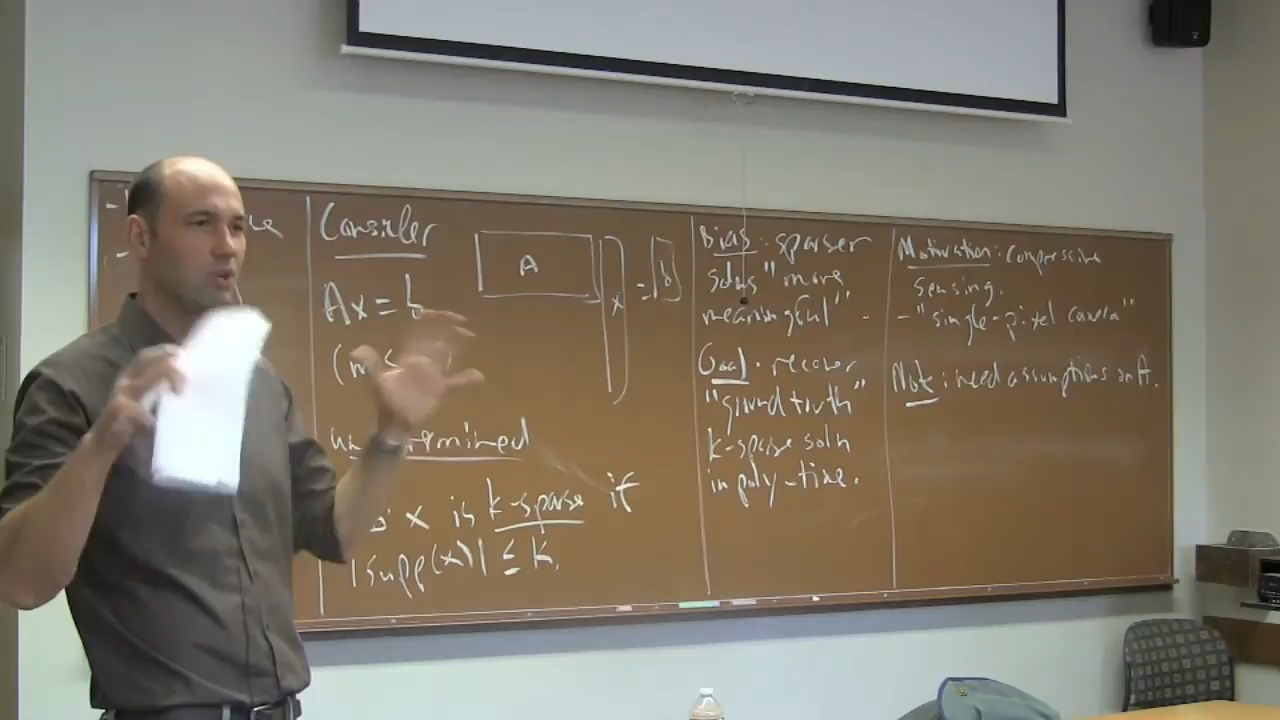 Consider
Ax = b
A
x
=
b
x is k-sparse if
|supp(x)| ≤ k.
Bias: sparser
solns "more
meaningful" -
Goal: recover
"ground truth"
k-sparse soln
in poly-time.
Motivation: compressive
sensing.
- "single-pixel camera"
Note: need assumptions on A.